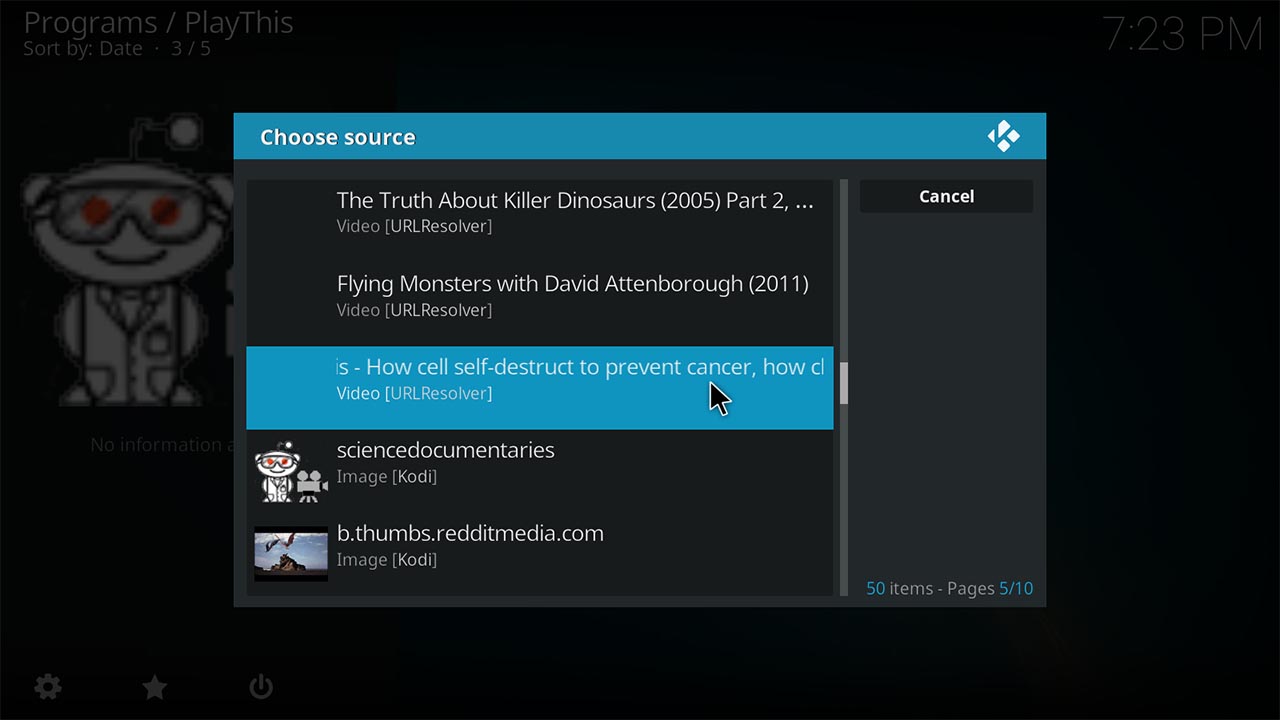 Programs / PlayThis
Sort by: Date · 3 / 5
7:23 PM
Choose source
The Truth About Killer Dinosaurs (2005) Part 2, ...
Video [URLResolver]
Cancel
Flying Monsters with David Attenborough (2011)
Video [URLResolver]
is - How cell self-destruct to prevent cancer, how cl
Video [URLResolver]
No information a
sciencedocumentaries
Image [Kodi]
b.thumbs.redditmedia.com
Image [Kodi]
50 items - Pages 5/10